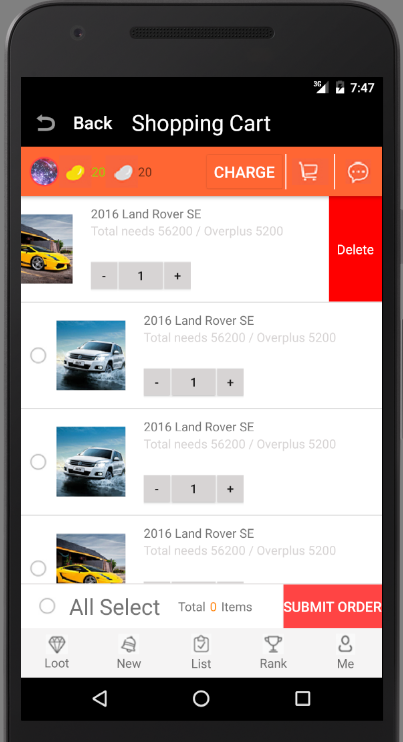 3G 7:47
Back Shopping Cart
20 20 CHARGE
2016 Land Rover SE
Total needs 56200 / Overplus 5200
Delete
- 1 +
2016 Land Rover SE
Total needs 56200 / Overplus 5200
- 1 +
2016 Land Rover SE
Total needs 56200 / Overplus 5200
- 1 +
2016 Land Rover SE
Total needs 56200 / Overplus 5200
All Select Total 0 Items SUBMIT ORDER
Loot New List Rank Me